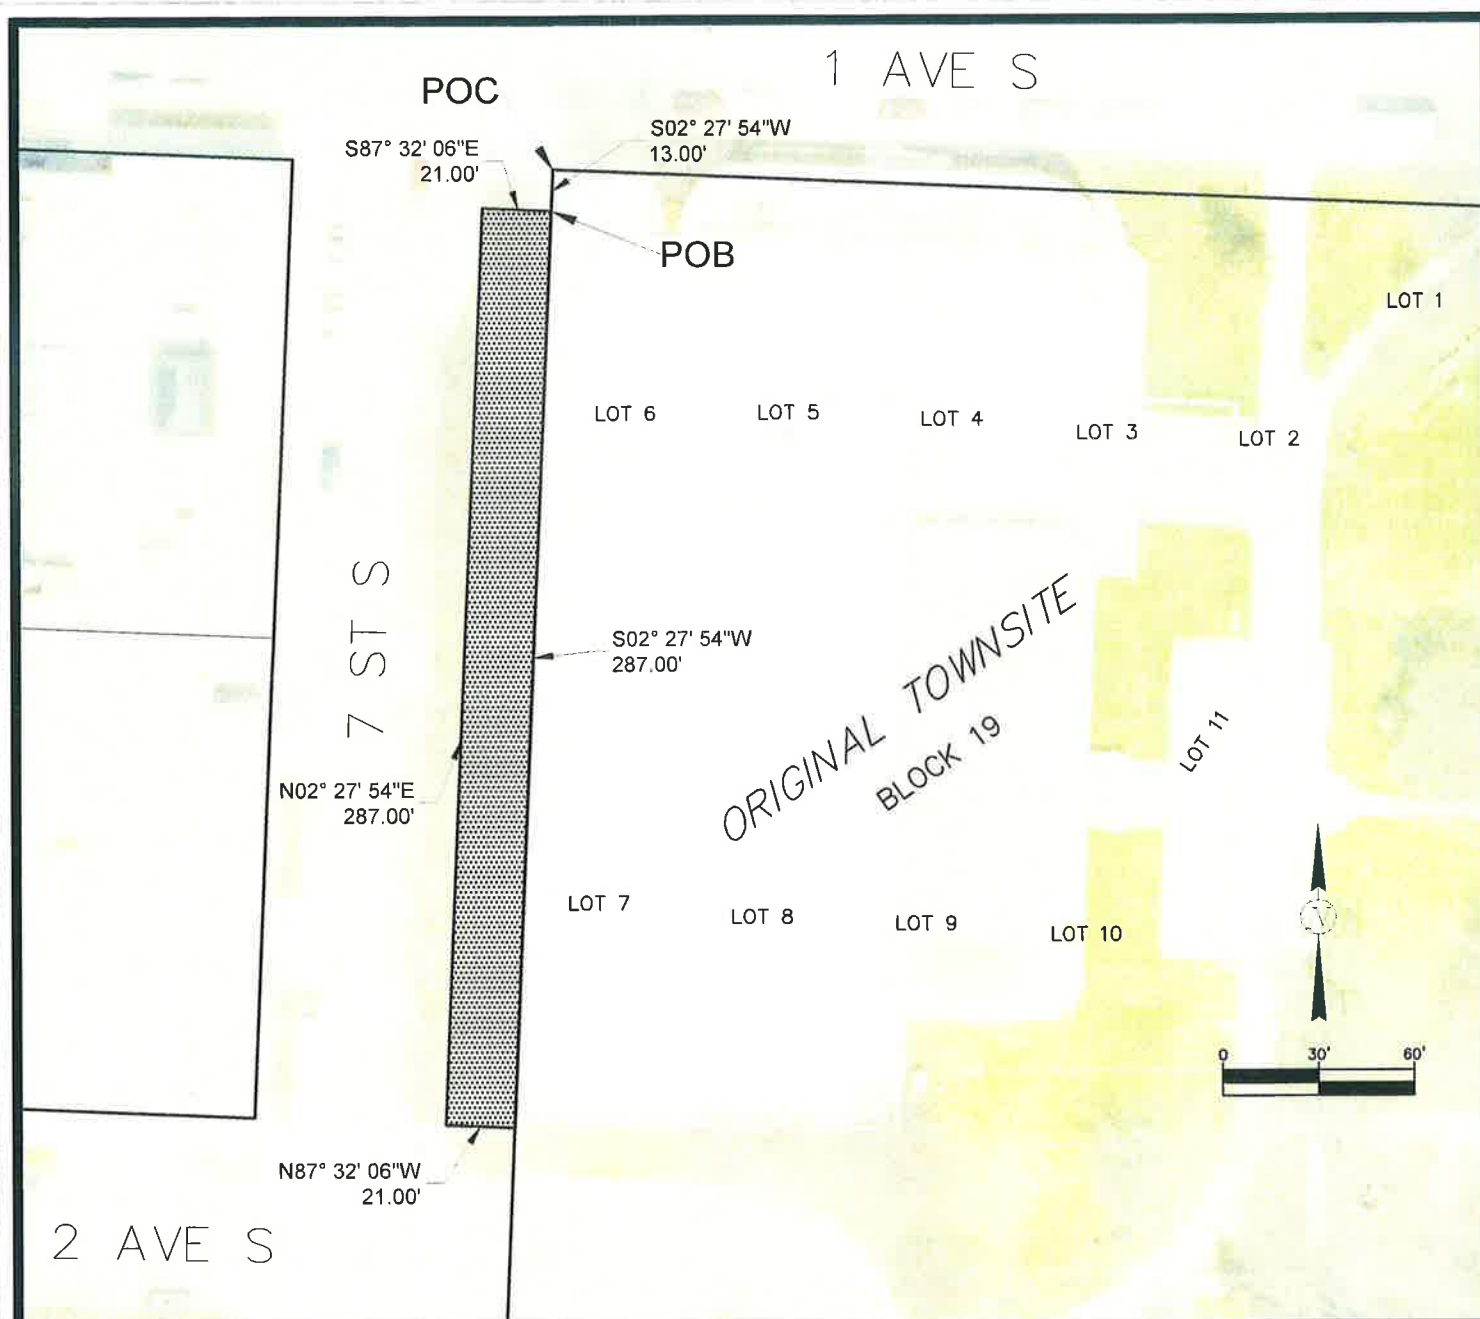 1 AVE S
POC
S02° 27' 54"W
13.00'
S87° 32' 06"E
21.00'
POB
LOT 1
LOT 6
LOT 5
LOT 4
LOT 3
LOT 2
7 ST S
S02° 27' 54"W
287.00'
ORIGINAL TOWNSITE
BLOCK 19
LOT 11
N02° 27' 54"E
287.00'
LOT 7
LOT 8
LOT 9
LOT 10
N
0 30' 60'
N87° 32' 06"W
21.00'
2 AVE S